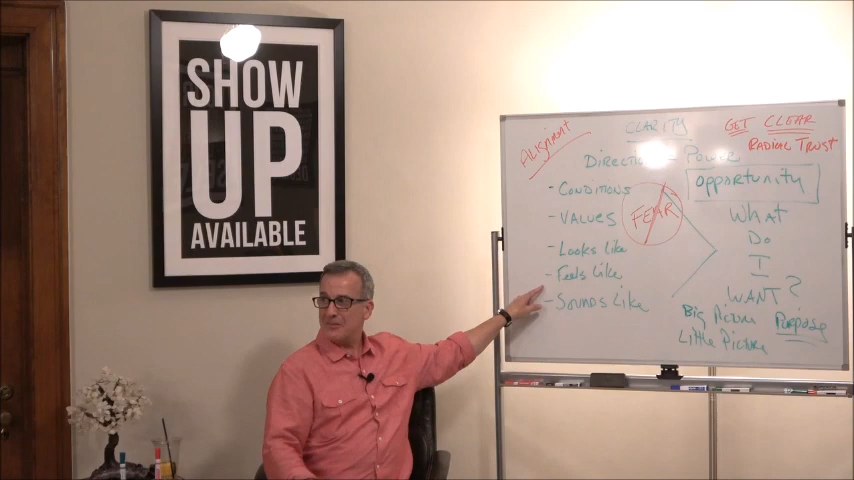 SHOW
UP
AVAILABLE
Alignment
CLARITY
GET CLEAR
RADICAL TRUST
DIRECTION = POWER
- CONDITIONS
- VALUES
- Looks Like
- Feels Like
- Sounds Like
FEAR
opportunity
What
Do
I
WANT?
Big Picture Purpose
Little Picture